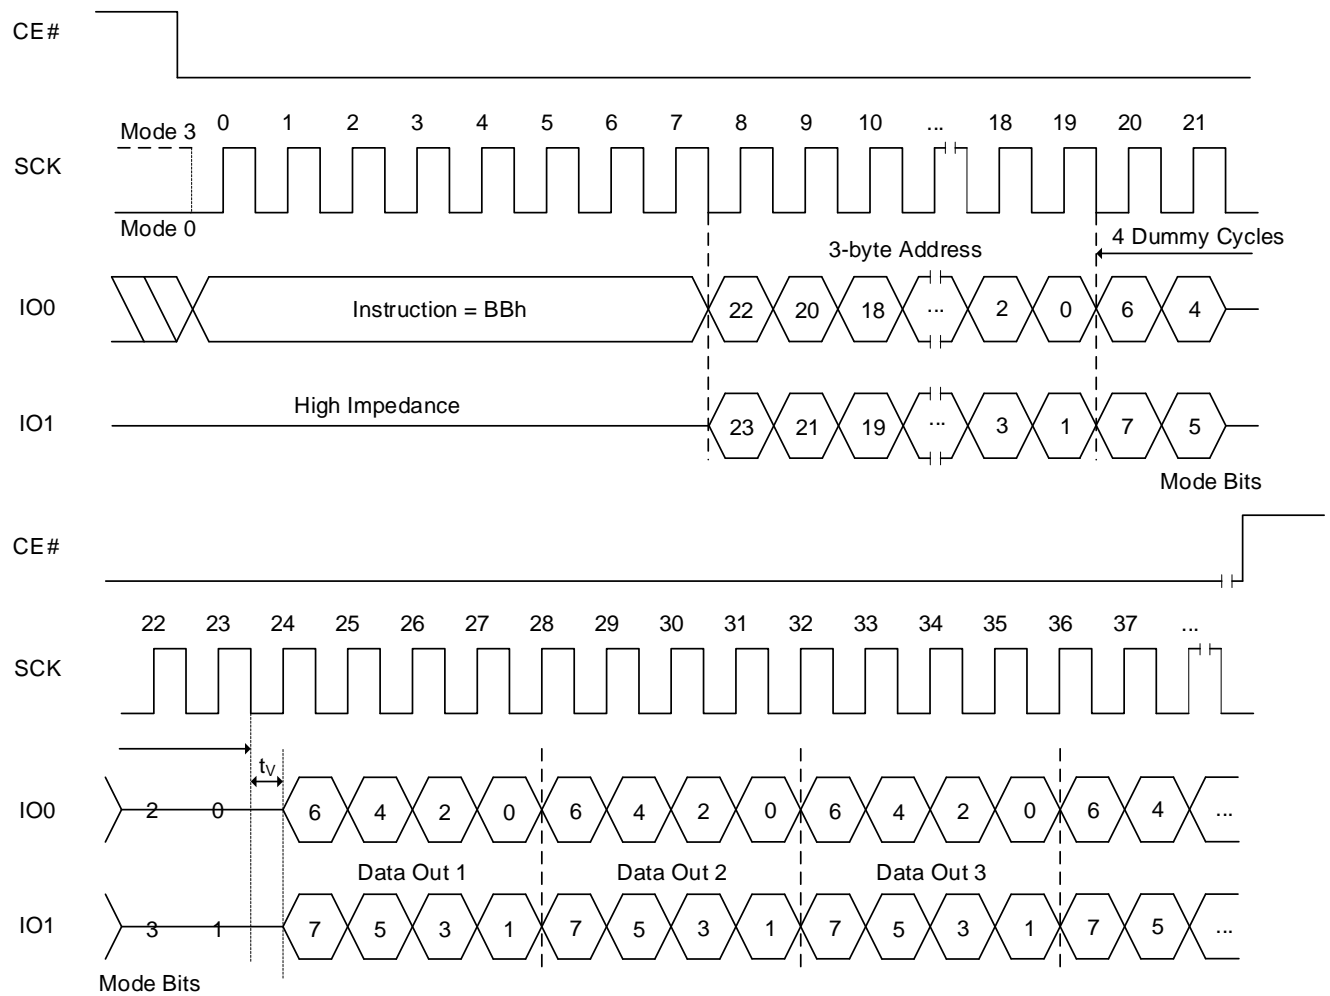 CE#
Mode 3 0 1 2 3 4 5 6 7 8 9 10 ... 18 19 20 21
SCK
Mode 0
3-byte Address 4 Dummy Cycles
IO0 Instruction = BBh 22 20 18 ... 2 0 6 4
High Impedance
IO1 23 21 19 ... 3 1 7 5
Mode Bits
CE#
22 23 24 25 26 27 28 29 30 31 32 33 34 35 36 37 ...
SCK
tV
IO0 2 0 6 4 2 0 6 4 2 0 6 4 2 0 6 4 ...
Data Out 1 Data Out 2 Data Out 3
IO1 3 1 7 5 3 1 7 5 3 1 7 5 3 1 7 5 ...
Mode Bits